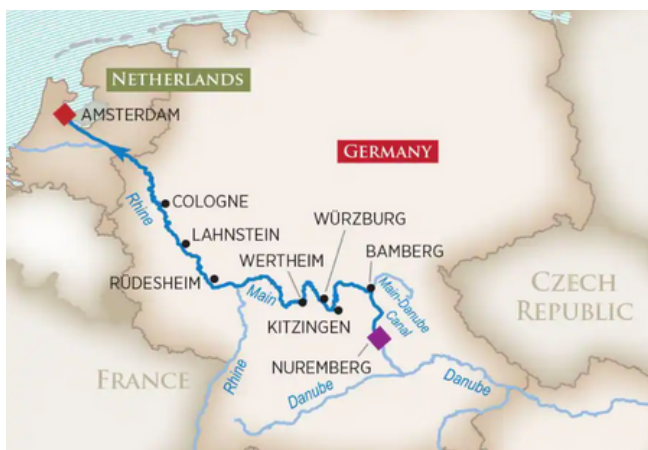 NETHERLANDS
AMSTERDAM
GERMANY
COLOGNE
Rhine
LAHNSTEIN
WÜRZBURG
WERTHEIM
BAMBERG
RÜDESHEIM
Main
Main-Danube
Canal
CZECH
REPUBLIC
KITZINGEN
NUREMBERG
FRANCE
Rhine
Danube
Danube